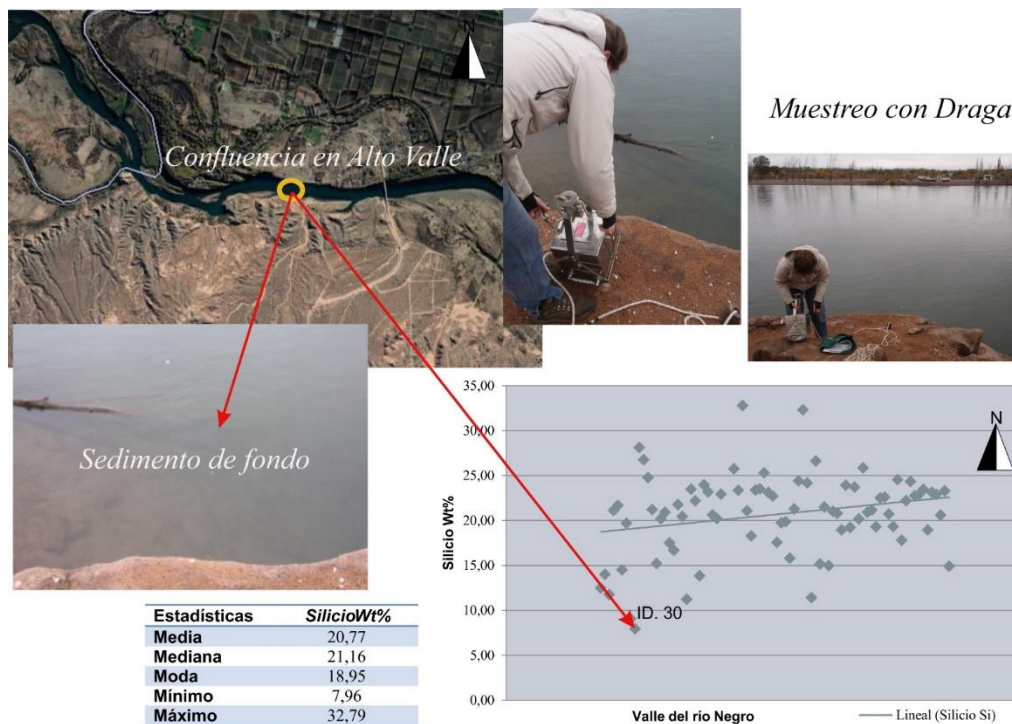 N
Confluencia en Alto Valle
Muestreo con Draga
Sedimento de fondo
Estadísticas SilicioWt%
Media 20,77
Mediana 21,16
Moda 18,95
Mínimo 7,96
Máximo 32,79
35,00
30,00
25,00
20,00
15,00
10,00
5,00
0,00
Silicio Wt%
N
ID. 30
Valle del río Negro
Lineal (Silicio Si)